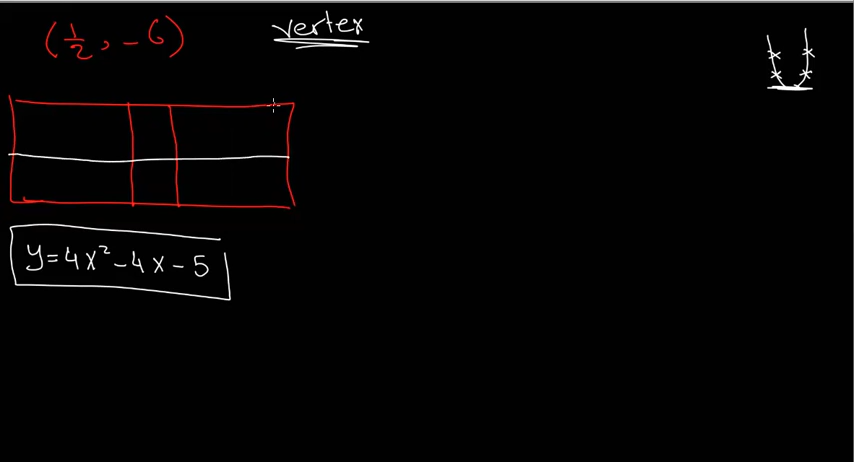 (1/2, -6)
vertex
y=4x²-4x-5